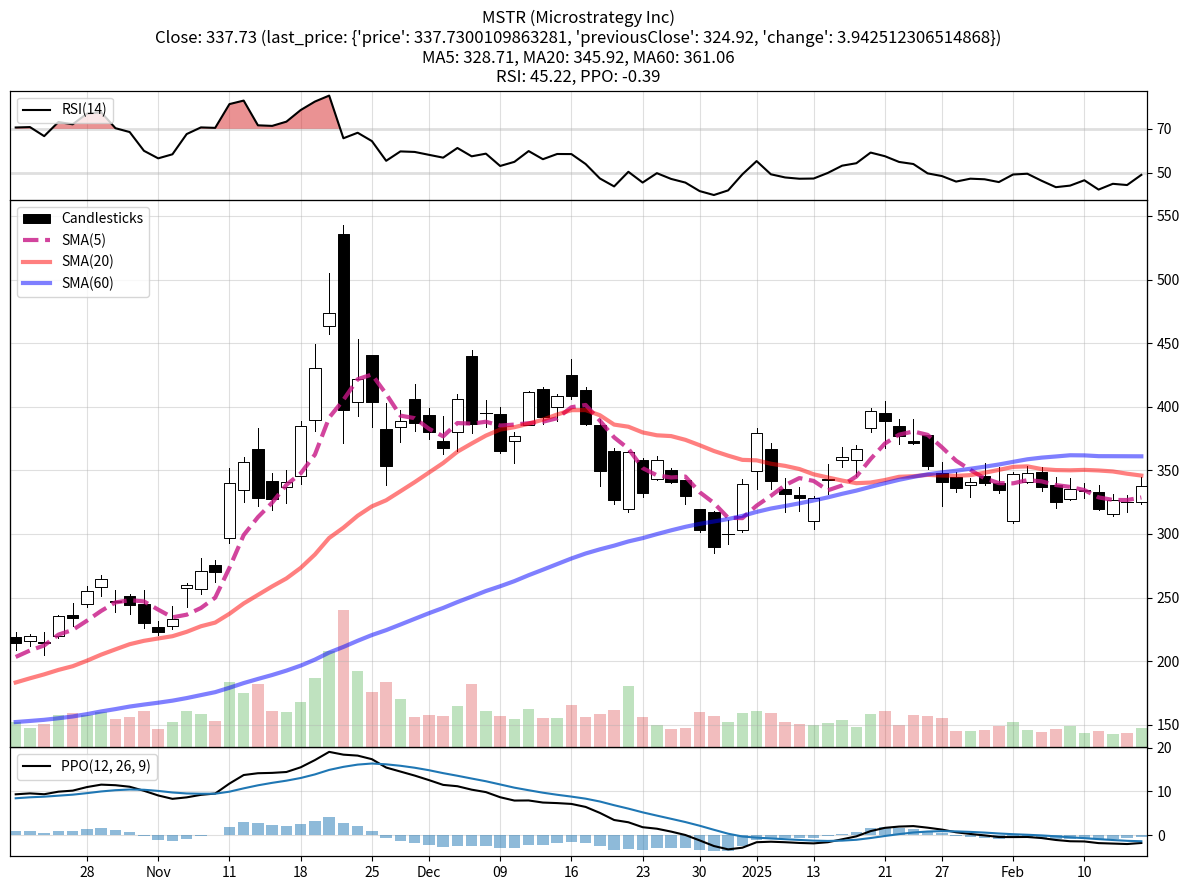 MSTR (Microstrategy Inc)
Close: 337.73 (last_price: {'price': 337.7300109863281, 'previousClose': 324.92, 'change': 3.942512306514868})
MA5: 328.71, MA20: 345.92, MA60: 361.06
RSI: 45.22, PPO: -0.39
RSI(14)
70
50
Candlesticks
SMA(5)
SMA(20)
SMA(60)
550
500
450
400
350
300
250
200
150
PPO(12, 26, 9)
20
10
0
28 Nov 11 18 25 Dec 09 16 23 30 2025 13 21 27 Feb 10